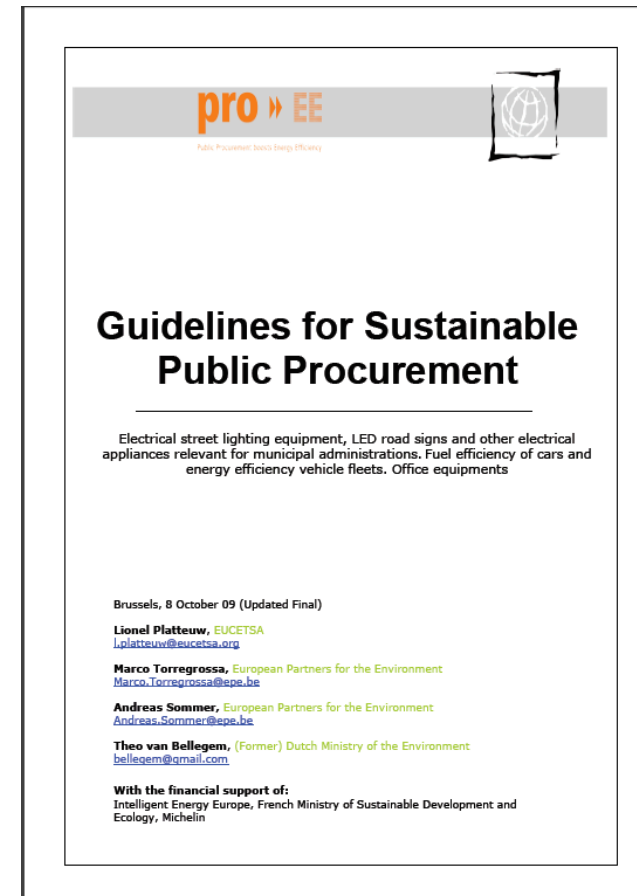 pro » EE
Public Procurement boosts Energy Efficiency
Guidelines for Sustainable
Public Procurement
Electrical street lighting equipment, LED road signs and other electrical
appliances relevant for municipal administrations. Fuel efficiency of cars and
energy efficiency vehicle fleets. Office equipments
Brussels, 8 October 09 (Updated Final)
Lionel Platteuw, EUCETSA
l.platteuw@eucetsa.org
Marco Torregrossa, European Partners for the Environment
Marco.Torregrossa@epe.be
Andreas Sommer, European Partners for the Environment
Andreas.Sommer@epe.be
Theo van Bellegem, (Former) Dutch Ministry of the Environment
bellegem@gmail.com
With the financial support of:
Intelligent Energy Europe, French Ministry of Sustainable Development and
Ecology, Michelin